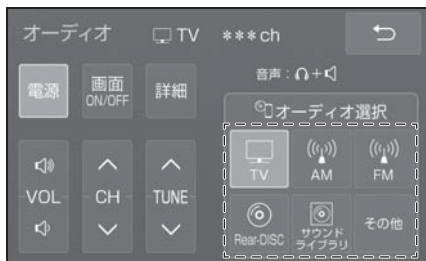 オーディオ TV ***ch
音声： +
電源 画面 ON/OFF 詳細
オーディオ選択
TV AM FM
VOL CH TUNE
Rear-DISC サウンド ライブラリ その他